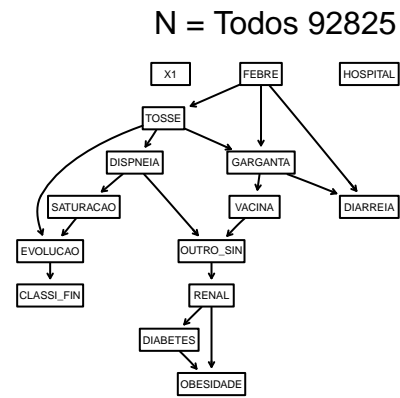 N = Todos 92825
X1 FEBRE HOSPITAL
TOSSE
DISPNEIA GARGANTA
SATURACAO VACINA DIARREIA
EVOLUCAO OUTRO_SIN
CLASSI_FIN RENAL
DIABETES
OBESIDADE